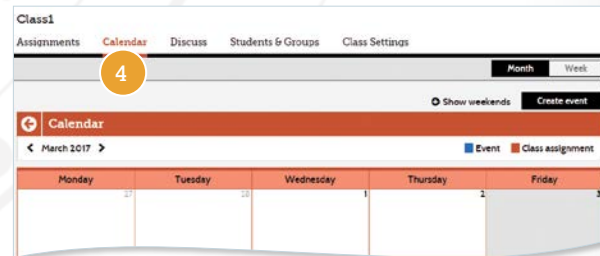 Class1
Assignments Calendar Discuss Students & Groups Class Settings
4
Month Week
Show weekends Create event
Calendar
March 2017
Event Class assignment
Monday Tuesday Wednesday Thursday Friday
27 28 1 2 3